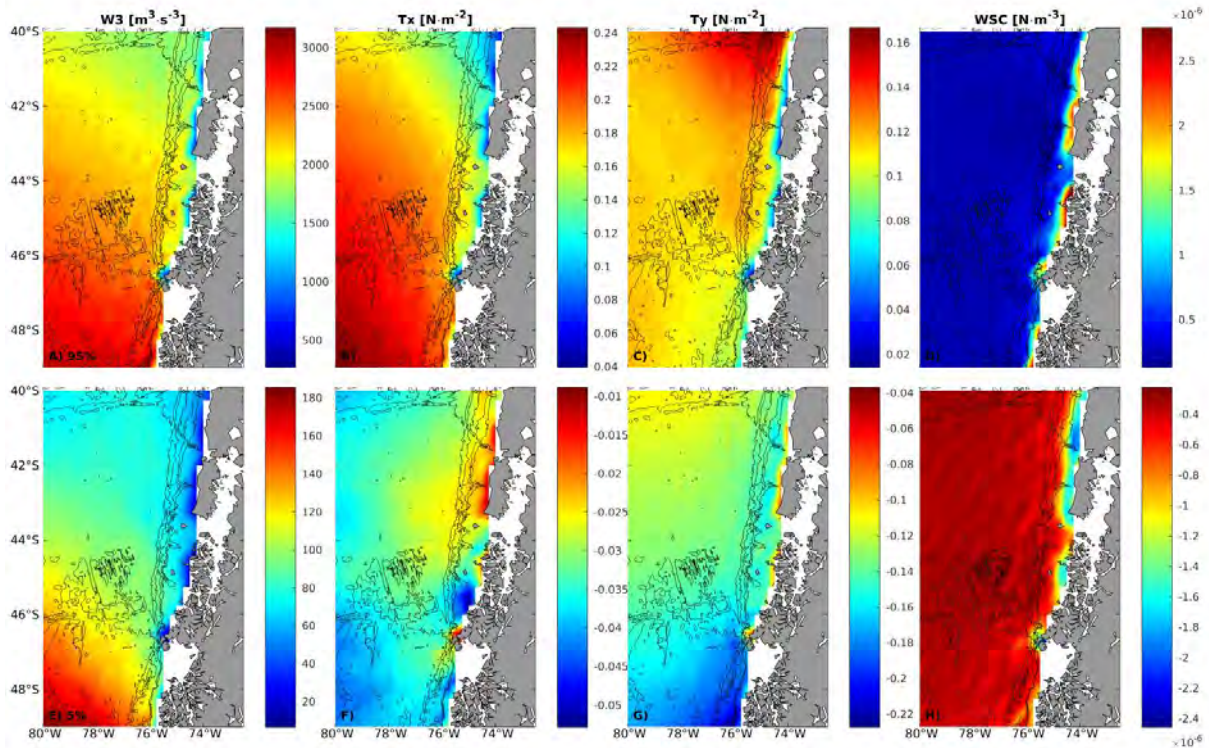 W3 [m³·s⁻³]
Tx [N·m⁻²]
Ty [N·m⁻²]
WSC [N·m⁻³]
×10⁻⁶
40°S
42°S
44°S
46°S
48°S
A) 95%
3000
2500
2000
1500
1000
500
B)
0.24
0.22
0.2
0.18
0.16
0.14
0.12
0.1
0.08
0.06
0.04
C)
0.16
0.14
0.12
0.1
0.08
0.06
0.04
0.02
D)
2.5
2
1.5
1
0.5
40°S
42°S
44°S
46°S
48°S
80°W
78°W
76°W
74°W
E) 5%
180
160
140
120
100
80
60
40
20
80°W
78°W
76°W
74°W
F)
-0.01
-0.015
-0.02
-0.025
-0.03
-0.035
-0.04
-0.045
-0.05
80°W
78°W
76°W
74°W
G)
-0.04
-0.06
-0.08
-0.1
-0.12
-0.14
-0.16
-0.18
-0.2
-0.22
80°W
78°W
76°W
74°W
H)
-0.4
-0.6
-0.8
-1
-1.2
-1.4
-1.6
-1.8
-2
-2.2
-2.4
×10⁻⁶